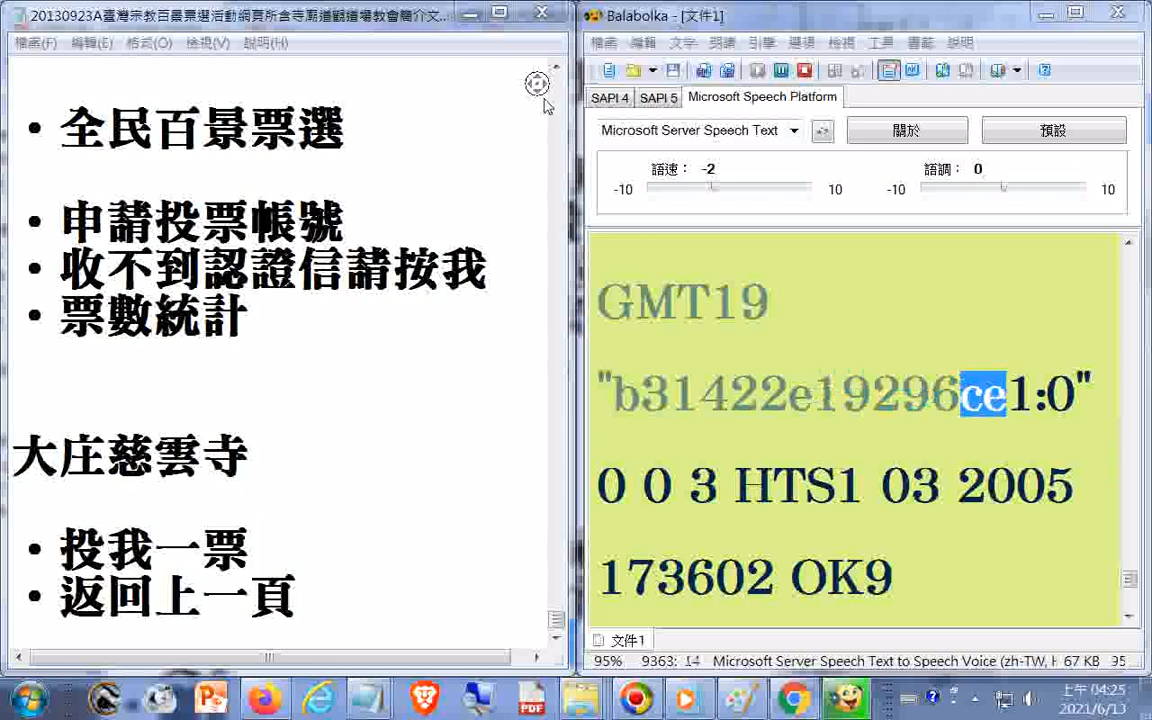 20130923A臺灣宗教百景票選活動網頁所含寺廟道觀道場教會簡介文...
檔案(F) 編輯(E) 格式(O) 檢視(V) 說明(H)
• 全民百景票選
• 申請投票帳號
• 收不到認證信請按我
• 票數統計
大庄慈雲寺
• 投我一票
• 返回上一頁
Balabolka - [文件1]
檔案 編輯 文字 朗讀 引擎 選項 檢視 工具 書籤 說明
SAPI 4 SAPI 5 Microsoft Speech Platform
Microsoft Server Speech Text 關於 預設
語速： -2 語調： 0
-10 10 -10 10
GMT19
"b31422e19296ce1:0"
0 0 3 HTS1 03 2005
173602 OK9
文件1
95% 9363: 14 Microsoft Server Speech Text to Speech Voice (zh-TW, H 67 KB 95
上午 04:25
2021/6/13